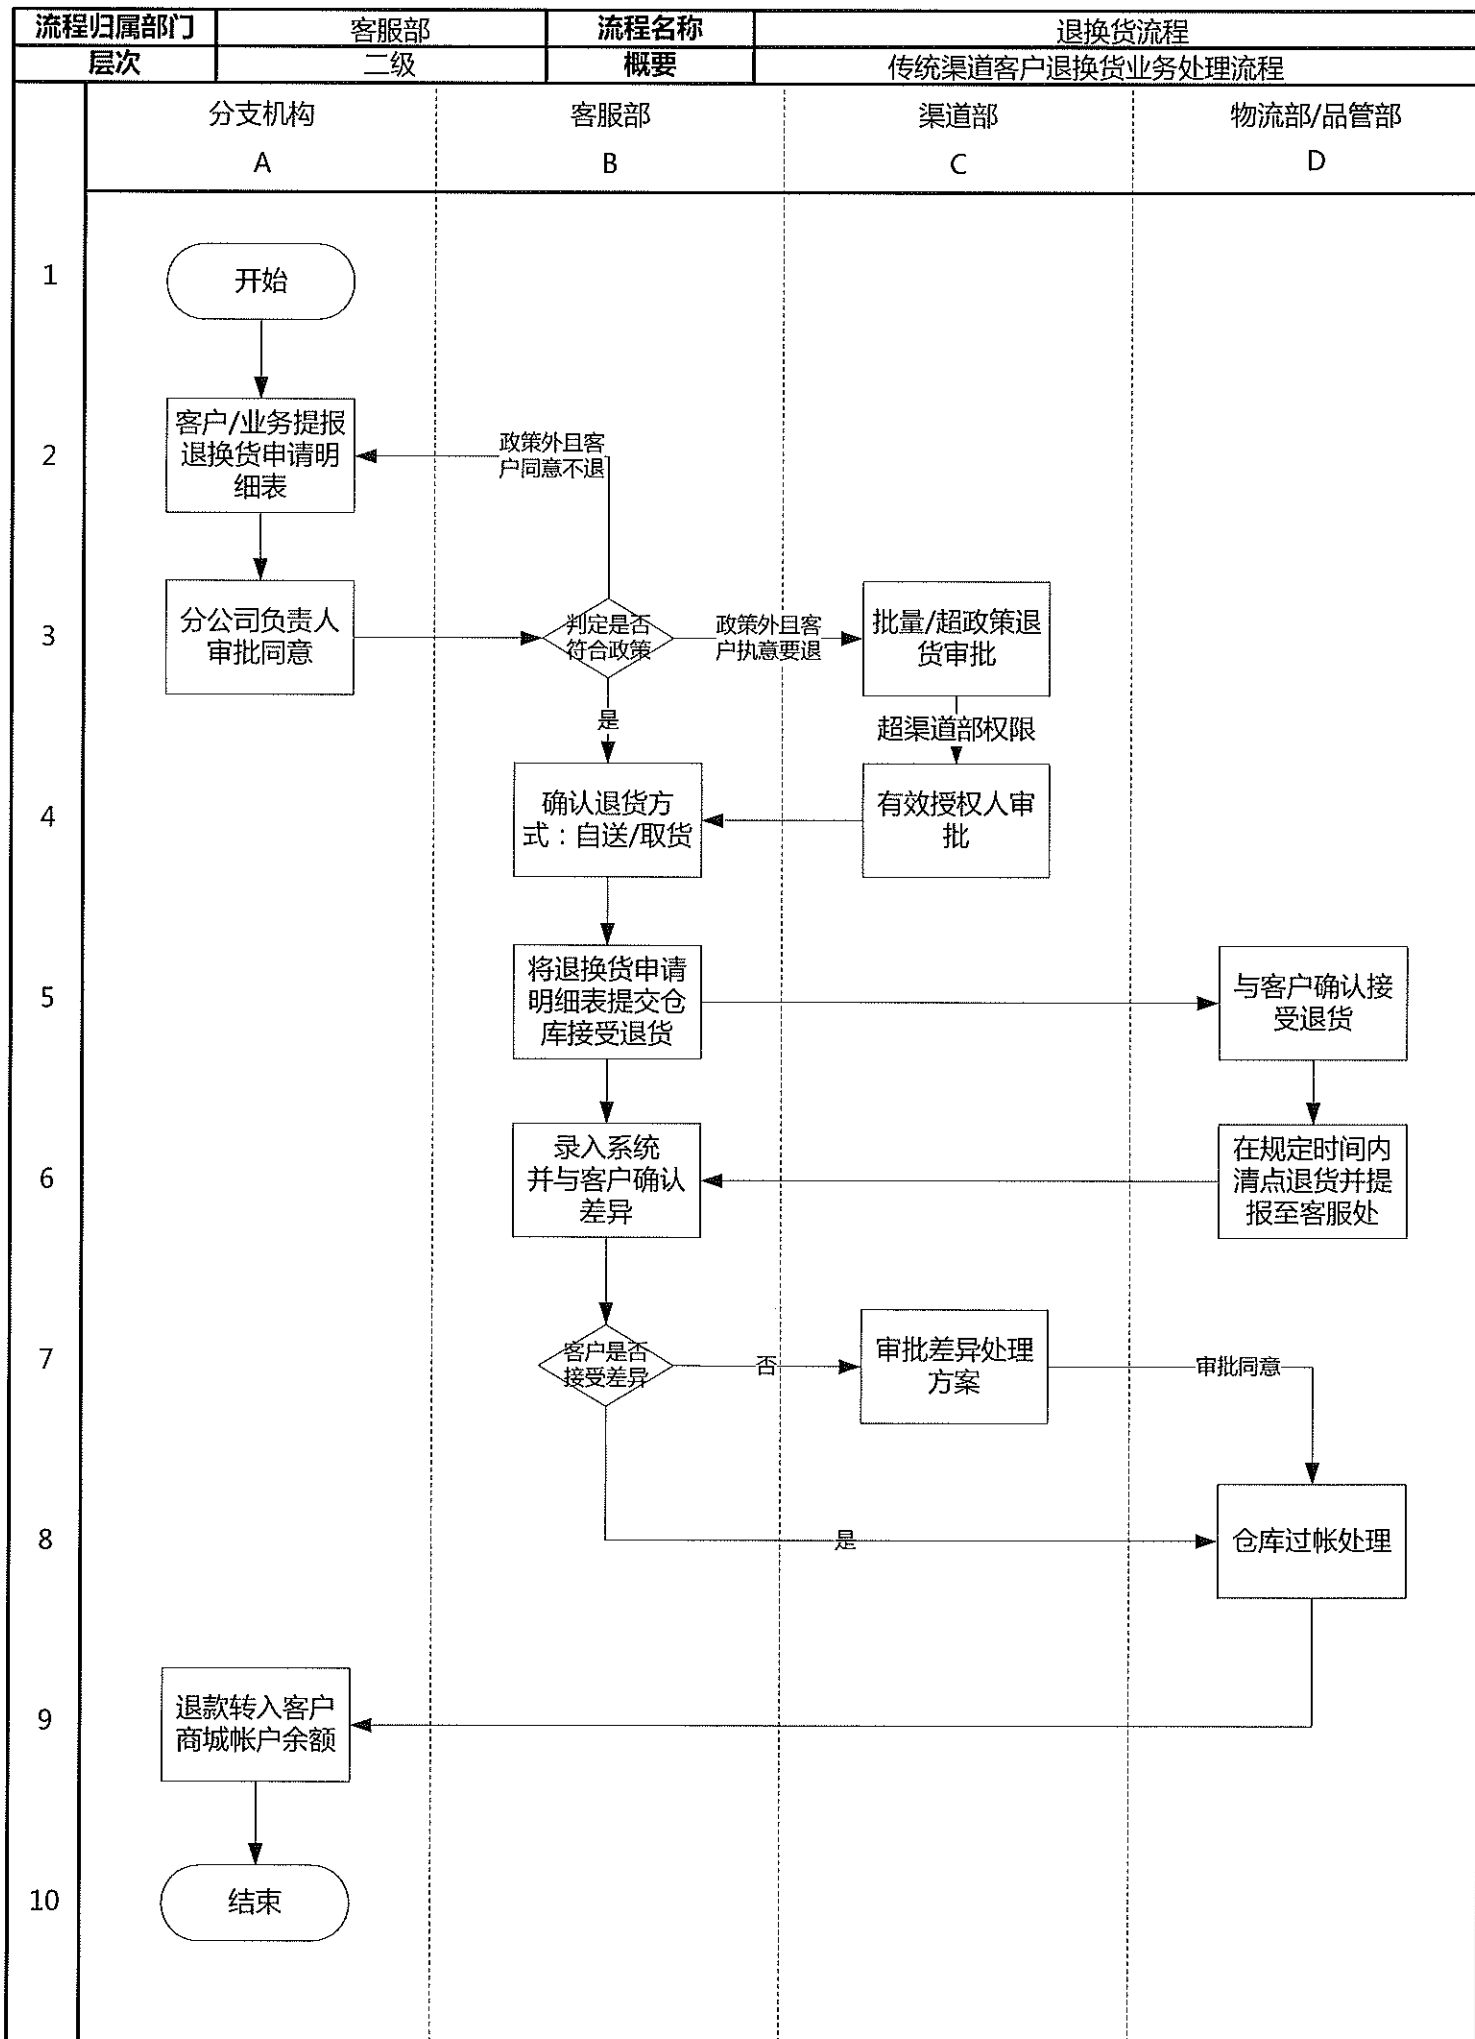 流程归属部门 客服部 流程名称 退换货流程
层次 二级 概要 传统渠道客户退换货业务处理流程
分支机构 客服部 渠道部 物流部/品管部
A B C D
1
开始
2
客户/业务提报
退换货申请明
细表
政策外且客
户同意不退
3
分公司负责人
审批同意
判定是否
符合政策
政策外且客
户执意要退
批量/超政策退
货审批
是
超渠道部权限
4
确认退货方
式：自送/取货
有效授权人审
批
5
将退换货申请
明细表提交仓
库接受退货
与客户确认接
受退货
6
录入系统
并与客户确认
差异
在规定时间内
清点退货并提
报至客服处
7
客户是否
接受差异
否
审批差异处理
方案
审批同意
8
是
仓库过帐处理
9
退款转入客户
商城帐户余额
10
结束